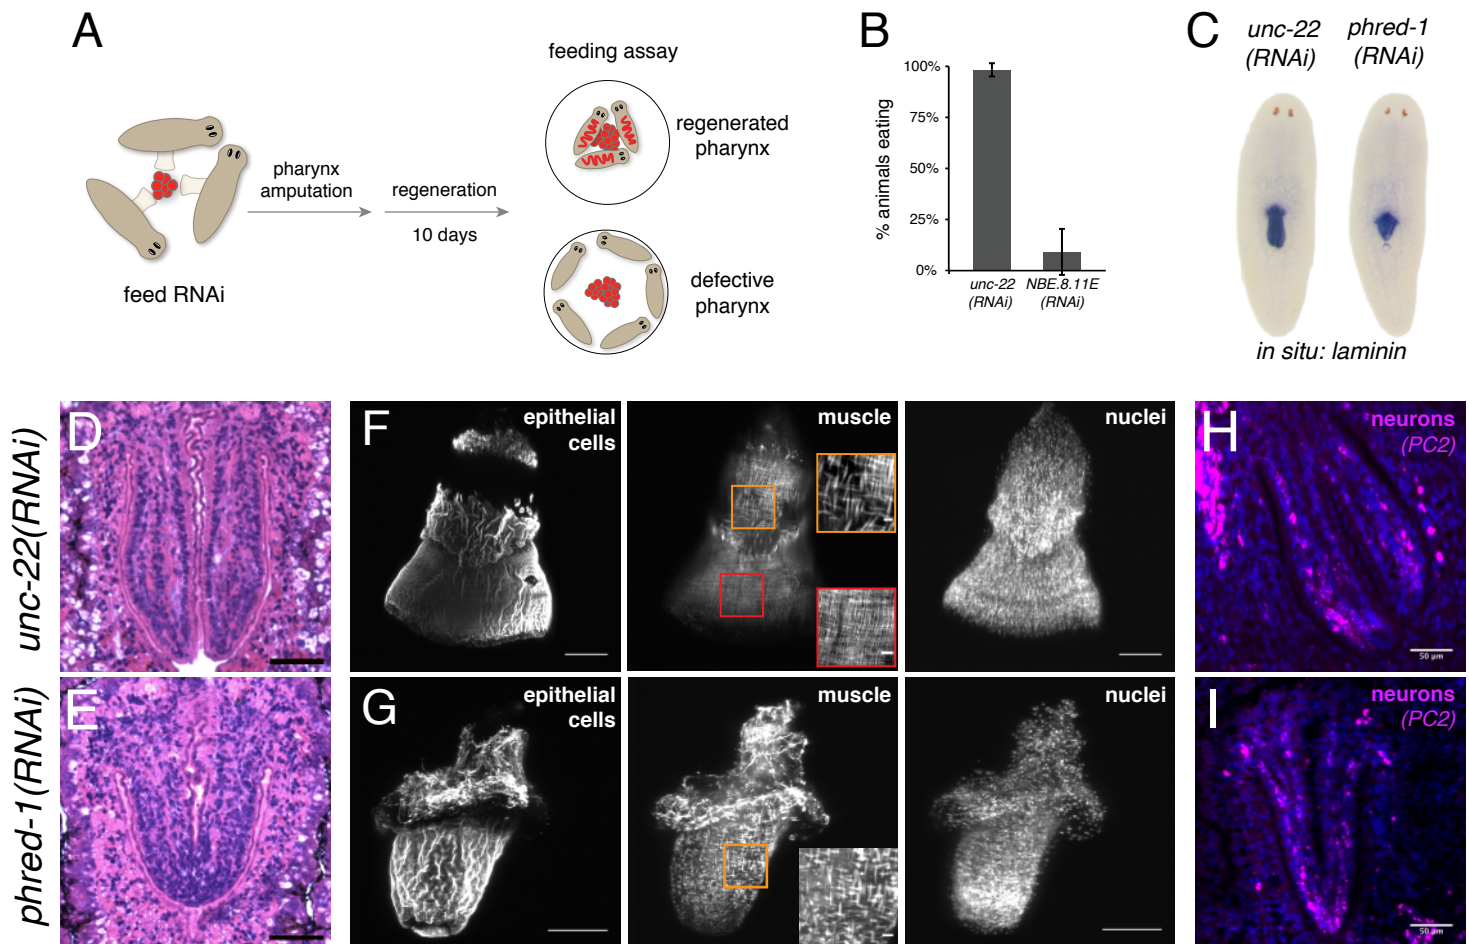 A
feeding assay
regenerated
pharynx
pharynx
amputation
regeneration
10 days
feed RNAi
defective
pharynx
B
% animals eating
100%
75%
50%
25%
0%
unc-22
(RNAi)
NBE.8.11E
(RNAi)
C
unc-22
(RNAi)
phred-1
(RNAi)
in situ: laminin
unc-22(RNAi)
D
F
epithelial
cells
muscle
nuclei
H
neurons
(PC2)
50 µm
phred-1(RNAi)
E
G
epithelial
cells
muscle
nuclei
I
neurons
(PC2)
50 µm